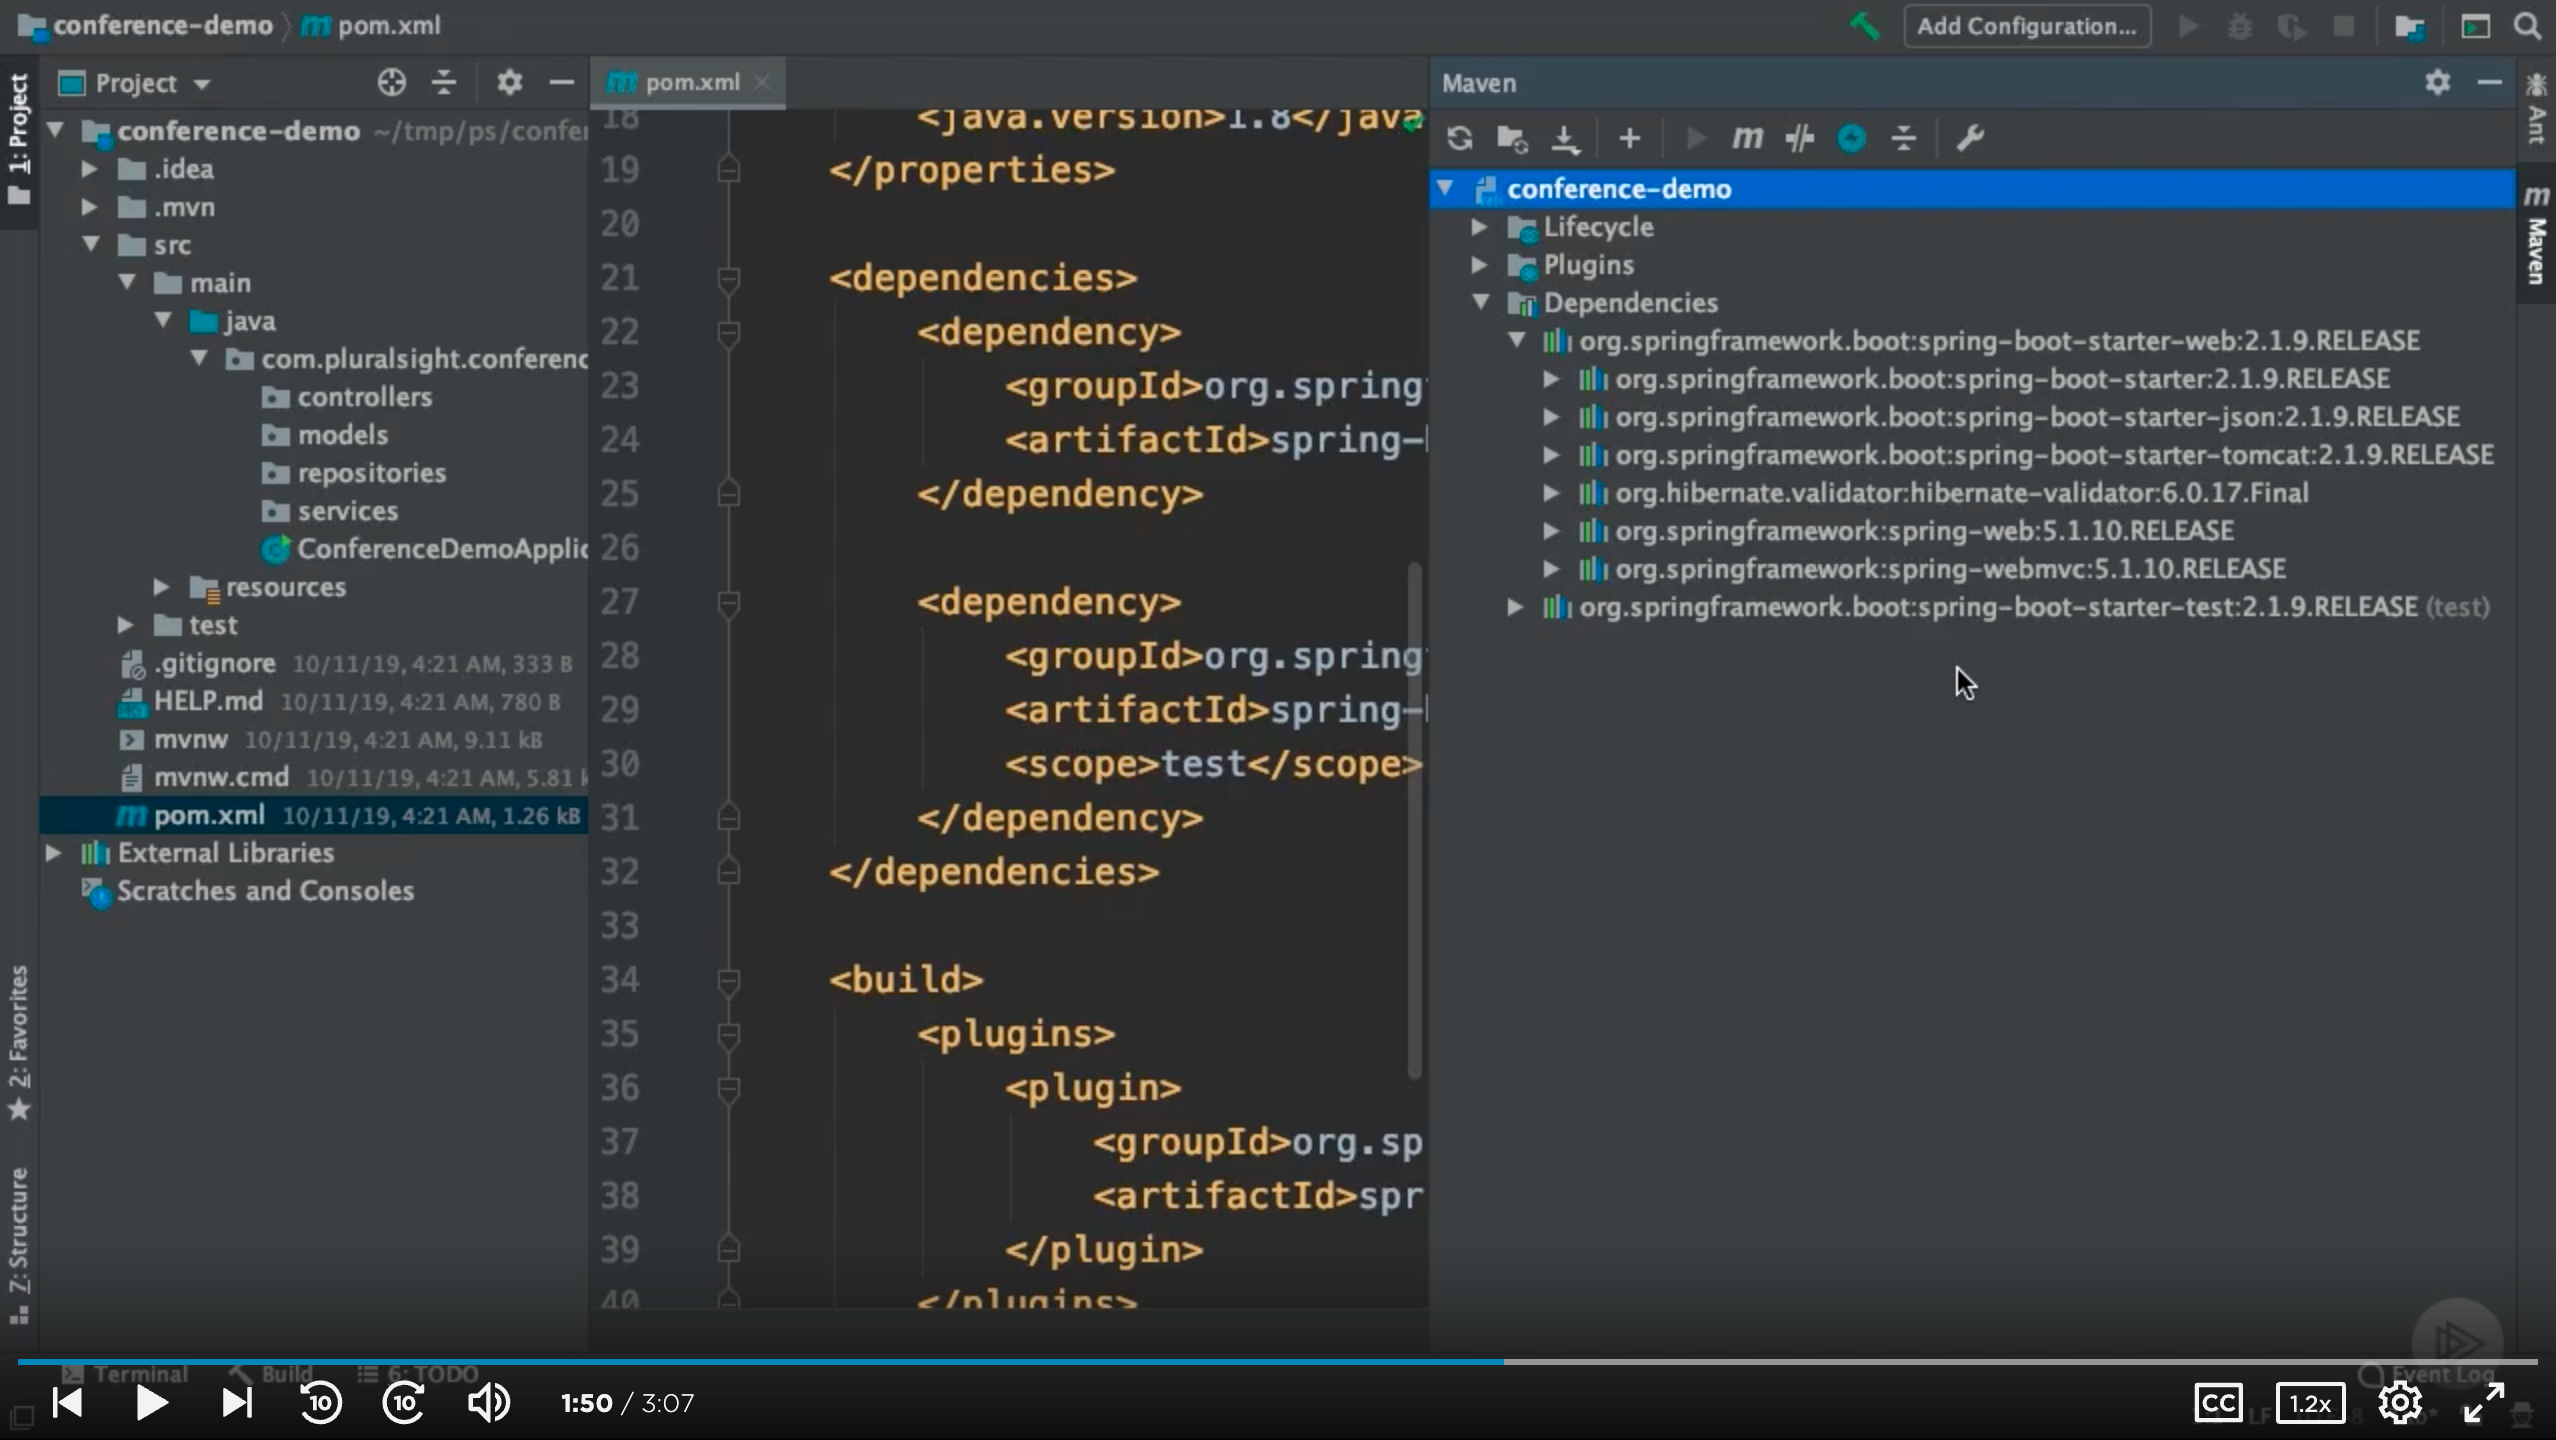 conference-demo
pom.xml
Add Configuration...
1: Project
Project
conference-demo ~/tmp/ps/confe
.idea
.mvn
src
main
java
com.pluralsight.conferenc
controllers
models
repositories
services
ConferenceDemoApplic
resources
test
.gitignore 10/11/19, 4:21 AM, 333 B
HELP.md 10/11/19, 4:21 AM, 780 B
mvnw 10/11/19, 4:21 AM, 9.11 kB
mvnw.cmd 10/11/19, 4:21 AM, 5.81 k
pom.xml 10/11/19, 4:21 AM, 1.26 kB
External Libraries
Scratches and Consoles
2: Favorites
Z: Structure
pom.xml
18 <java.version>1.8</java
19 </properties>
20
21 <dependencies>
22 <dependency>
23 <groupId>org.spring
24 <artifactId>spring-
25 </dependency>
26
27 <dependency>
28 <groupId>org.spring
29 <artifactId>spring-
30 <scope>test</scope>
31 </dependency>
32 </dependencies>
33
34 <build>
35 <plugins>
36 <plugin>
37 <groupId>org.sp
38 <artifactId>spr
39 </plugin>
40 </plugins>
Maven
m
conference-demo
Lifecycle
Plugins
Dependencies
org.springframework.boot:spring-boot-starter-web:2.1.9.RELEASE
org.springframework.boot:spring-boot-starter:2.1.9.RELEASE
org.springframework.boot:spring-boot-starter-json:2.1.9.RELEASE
org.springframework.boot:spring-boot-starter-tomcat:2.1.9.RELEASE
org.hibernate.validator:hibernate-validator:6.0.17.Final
org.springframework:spring-web:5.1.10.RELEASE
org.springframework:spring-webmvc:5.1.10.RELEASE
org.springframework.boot:spring-boot-starter-test:2.1.9.RELEASE (test)
Ant
m Maven
Terminal
Build
6: TODO
Event Log
10
10
1:50 / 3:07
CC
1.2x